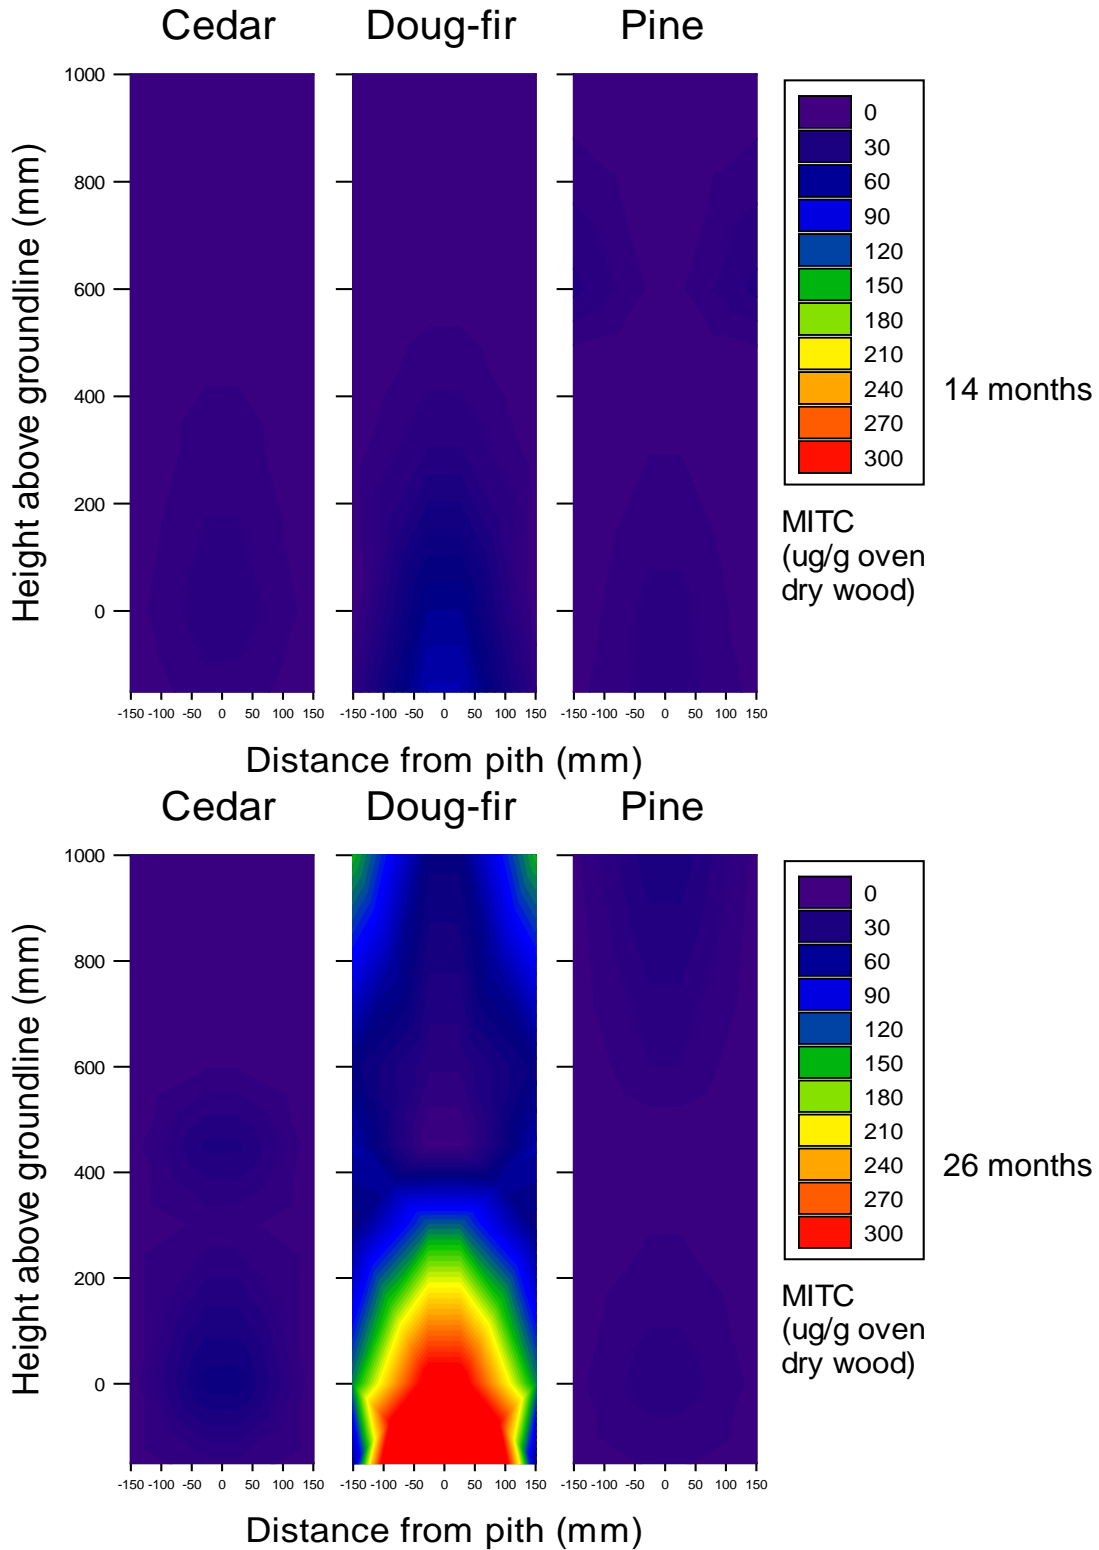 Cedar Doug-fir Pine
Height above groundline (mm)
1000
800
600
400
200
0
-150 -100 -50 0 50 100 150 -150 -100 -50 0 50 100 150 -150 -100 -50 0 50 100 150
Distance from pith (mm)
0
30
60
90
120
150
180
210
240
270
300
14 months
MITC
(ug/g oven
dry wood)
Cedar Doug-fir Pine
Height above groundline (mm)
1000
800
600
400
200
0
-150 -100 -50 0 50 100 150 -150 -100 -50 0 50 100 150 -150 -100 -50 0 50 100 150
Distance from pith (mm)
0
30
60
90
120
150
180
210
240
270
300
26 months
MITC
(ug/g oven
dry wood)